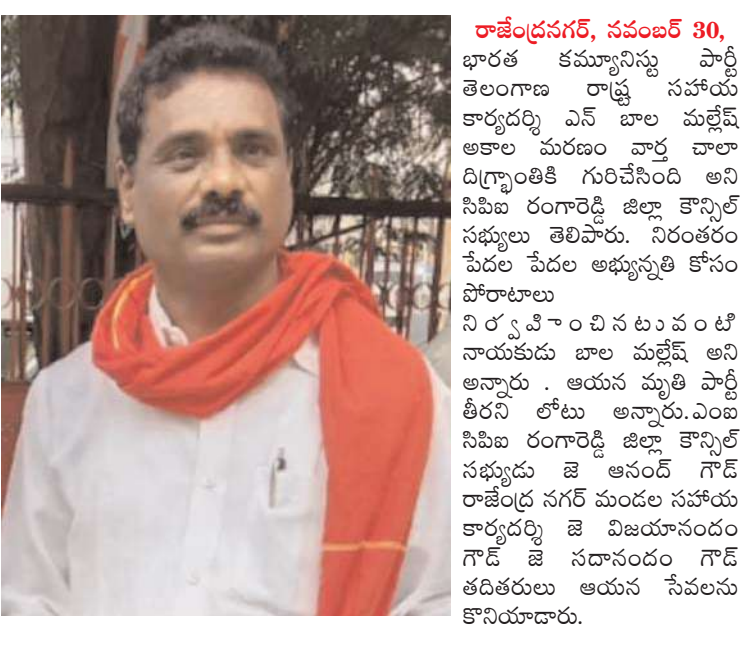 రాజేంద్రనగర్, నవంబర్ 30,
భారత కమ్యూనిస్టు పార్టీ
తెలంగాణ రాష్ట్ర సహాయ
కార్యదర్శి ఎన్ బాల మల్లేష్
అకాల మరణం వార్త చాలా
దిగ్భ్రాంతికి గురిచేసింది అని
సిపిఐ రంగారెడ్డి జిల్లా కౌన్సిల్
సభ్యులు తెలిపారు. నిరంతరం
పేదల పేదల అభ్యున్నతి కోసం
పోరాటాలు
నిర్వహించినటువంటి
నాయకుడు బాల మల్లేష్ అని
అన్నారు . ఆయన మృతి పార్టీ
తీరని లోటు అన్నారు.ఎంఐ
సిపిఐ రంగారెడ్డి జిల్లా కౌన్సిల్
సభ్యుడు జె ఆనంద్ గౌడ్
రాజేంద్ర నగర్ మండల సహాయ
కార్యదర్శి జె విజయానందం
గౌడ్ జె సదానందం గౌడ్
తదితరులు ఆయన సేవలను
కొనియాడారు.